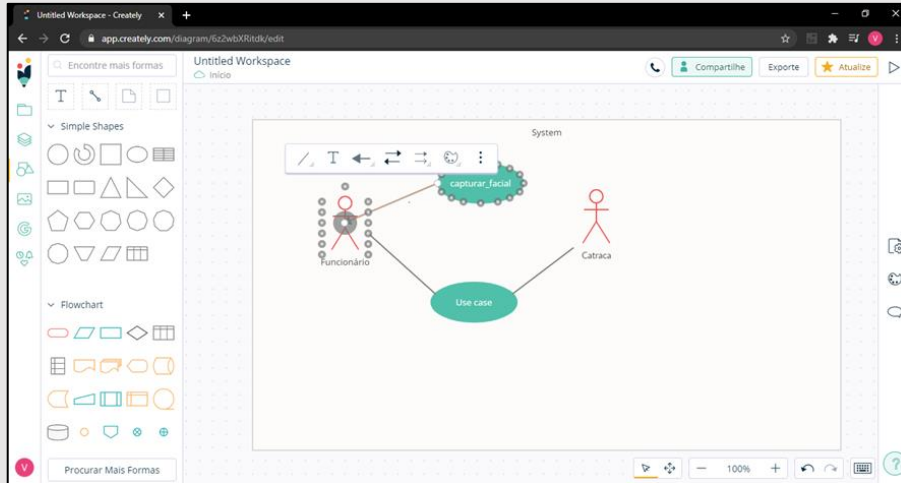 Untitled Workspace - Creately
app.creately.com/diagram/6z2wbXRitdk/edit
V
Encontre mais formas
Untitled Workspace
Início
Compartilhe
Exporte
Atualize
T
Simple Shapes
System
T
capturar_facial
Funcionário
Catraca
Use case
Flowchart
V
Procurar Mais Formas
100%
?